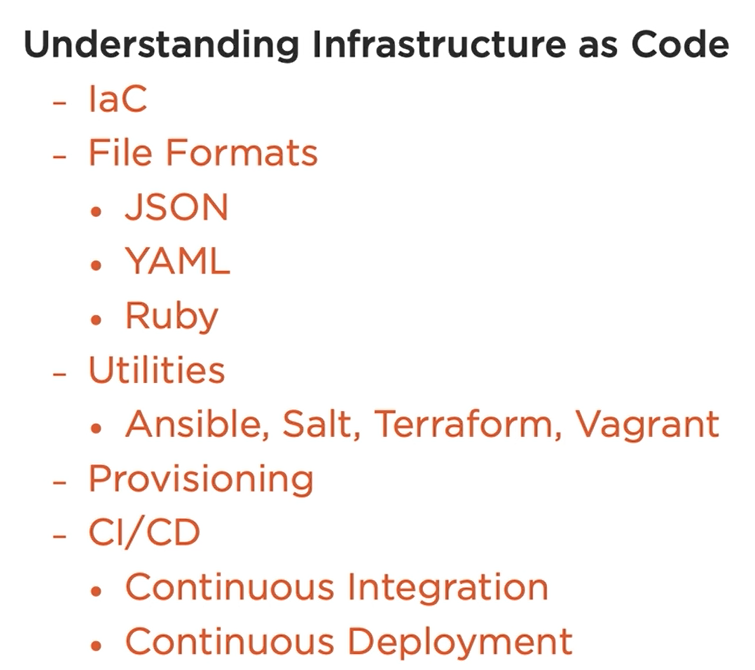 Understanding Infrastructure as Code
- IaC
- File Formats
• JSON
• YAML
• Ruby
- Utilities
• Ansible, Salt, Terraform, Vagrant
- Provisioning
- CI/CD
• Continuous Integration
• Continuous Deployment